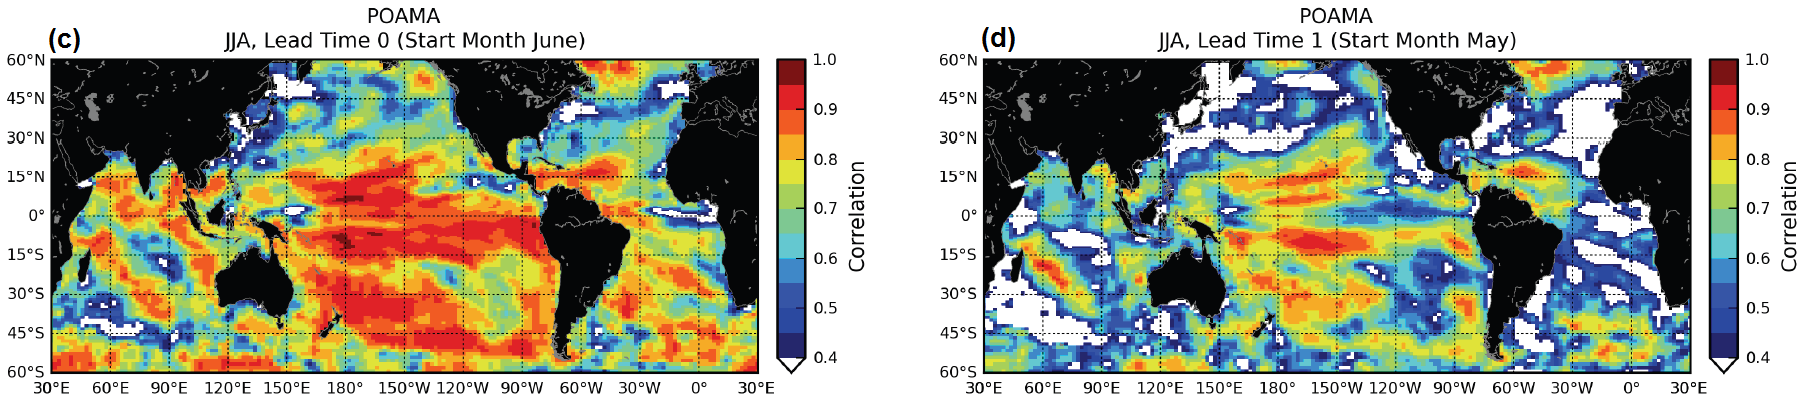 (c)
POAMA
JJA, Lead Time 0 (Start Month June)
60°N
45°N
30°N
15°N
0°
15°S
30°S
45°S
60°S
30°E 60°E 90°E 120°E 150°E 180° 150°W 120°W 90°W 60°W 30°W 0° 30°E
1.0
0.9
0.8
0.7
0.6
0.5
0.4
Correlation
(d)
POAMA
JJA, Lead Time 1 (Start Month May)
60°N
45°N
30°N
15°N
0°
15°S
30°S
45°S
60°S
30°E 60°E 90°E 120°E 150°E 180° 150°W 120°W 90°W 60°W 30°W 0° 30°E
1.0
0.9
0.8
0.7
0.6
0.5
0.4
Correlation